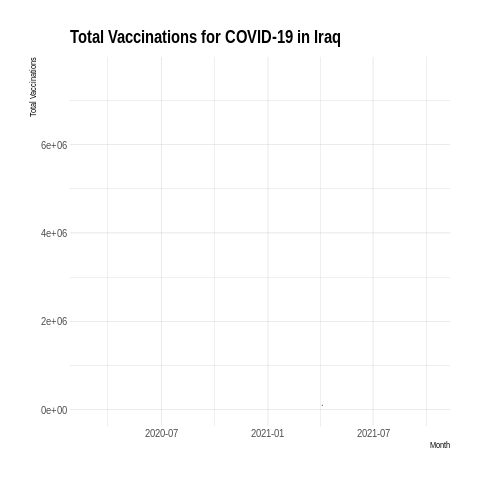 Total Vaccinations for COVID-19 in Iraq
Total Vaccinations
6e+06
4e+06
2e+06
0e+00
2020-07 2021-01 2021-07
Month